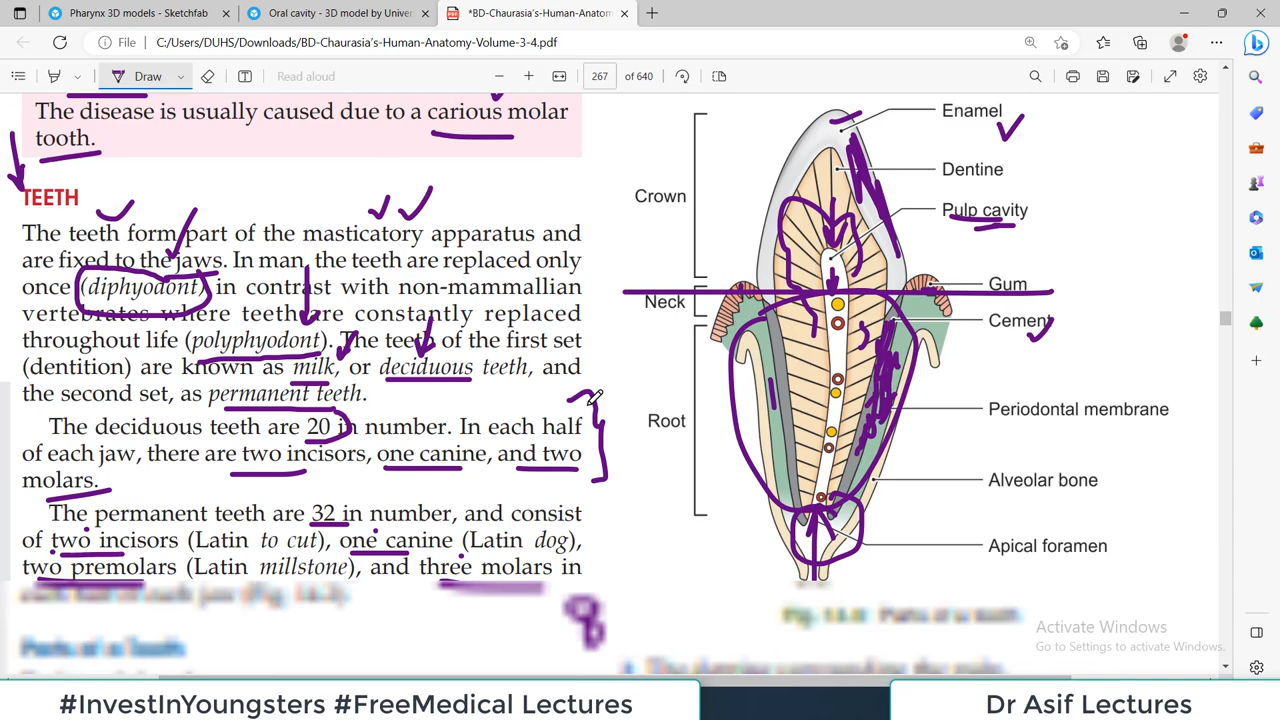 Pharynx 3D models - Sketchfab
Oral cavity - 3D model by Univer
*BD-Chaurasia's-Human-Anatom
File
C:/Users/DUHS/Downloads/BD-Chaurasia's-Human-Anatomy-Volume-3-4.pdf
Draw
Read aloud
267 of 640
The disease is usually caused due to a carious molar
tooth.
TEETH
The teeth form part of the masticatory apparatus and
are fixed to the jaws. In man, the teeth are replaced only
once (diphyodont) in contrast with non-mammallian
vertebrates where teeth are constantly replaced
throughout life (polyphyodont). The teeth of the first set
(dentition) are known as milk, or deciduous teeth, and
the second set, as permanent teeth.
The deciduous teeth are 20 in number. In each half
of each jaw, there are two incisors, one canine, and two
molars.
The permanent teeth are 32 in number, and consist
of two incisors (Latin to cut), one canine (Latin dog),
two premolars (Latin millstone), and three molars in
Parts of a Tooth
Enamel
Dentine
Pulp cavity
Gum
Cement
Periodontal membrane
Alveolar bone
Apical foramen
Crown
Neck
Root
Activate Windows
Go to Settings to activate Windows.
#InvestInYoungsters #FreeMedical Lectures
Dr Asif Lectures